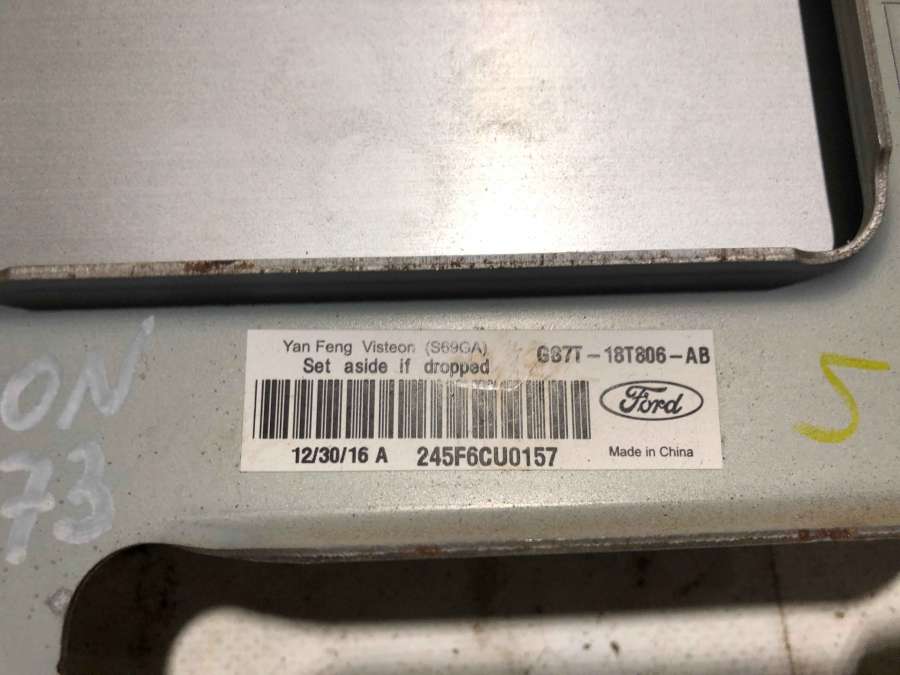 Yan Feng Visteon (S69GA)
GS7T-18T806-AB
Set aside if dropped
Ford
12/30/16 A
245F6CU0157
Made in China
ON
73
5